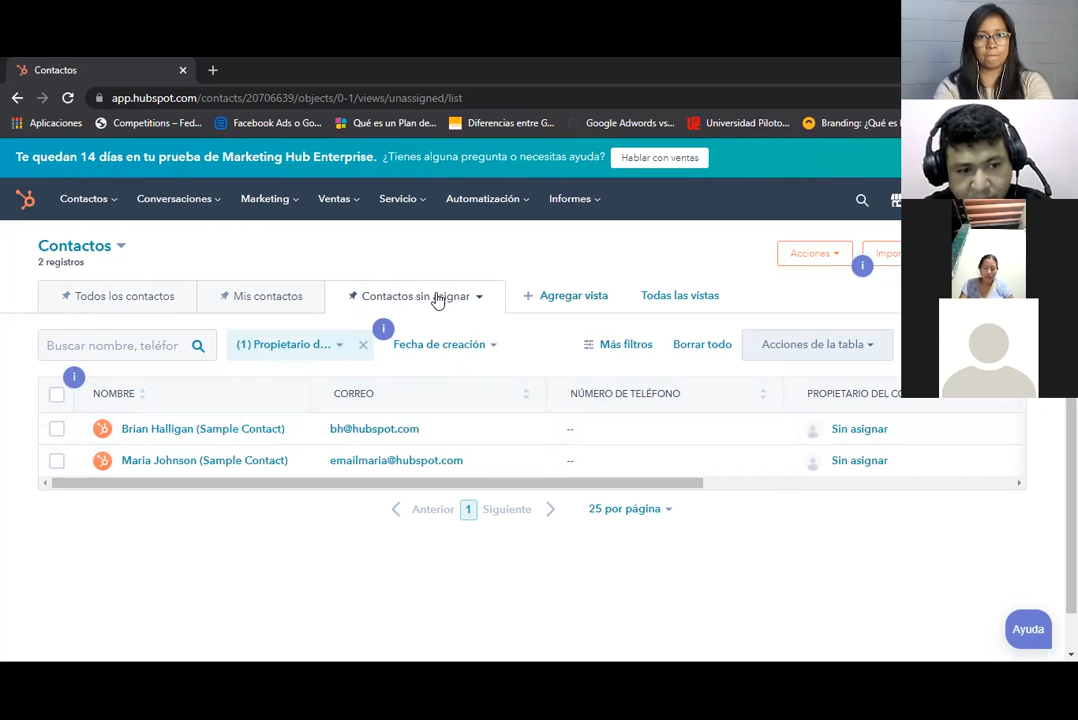 Contactos
app.hubspot.com/contacts/20706639/objects/0-1/views/unassigned/list
Aplicaciones Competitions – Fed... Facebook Ads o Go... Qué es un Plan de... Diferencias entre G... Google Adwords vs... Universidad Piloto... Branding: ¿Qué es
Te quedan 14 días en tu prueba de Marketing Hub Enterprise. ¿Tienes alguna pregunta o necesitas ayuda? Hablar con ventas
Contactos Conversaciones Marketing Ventas Servicio Automatización Informes
Contactos
2 registros
Acciones
Todos los contactos Mis contactos Contactos sin asignar + Agregar vista Todas las vistas
Buscar nombre, teléfor (1) Propietario d... Fecha de creación Más filtros Borrar todo Acciones de la tabla
NOMBRE CORREO NÚMERO DE TELÉFONO PROPIETARIO DEL
Brian Halligan (Sample Contact) bh@hubspot.com -- Sin asignar
Maria Johnson (Sample Contact) emailmaria@hubspot.com -- Sin asignar
Anterior 1 Siguiente 25 por página
Ayuda